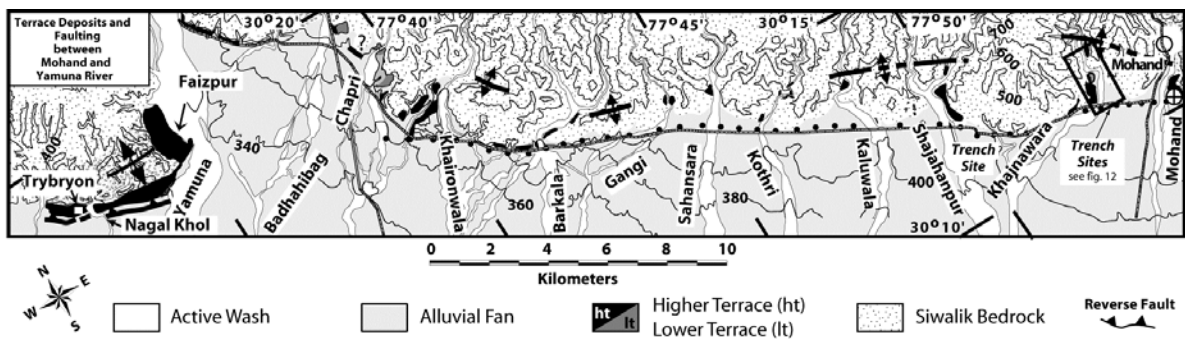 Terrace Deposits and
Faulting
between
Mohand and
Yamuna River
30°20'
77°40'
77°45'
30°15'
77°50'
700
600
500
?
Faizpur
Chapri
Mohand
400
340
Trybryon
Yamuna
Badhahibag
Khaironwala
360
Barkala
Gangi
Sahansara
380
Kothri
Kaluwala
Shajahanpur
400
Trench
Site
Khajnawara
Trench
Sites
see fig. 12
Mohand
Nagal Khol
30°10'
0 2 4 6 8 10
Kilometers
N
E
W
S
Active Wash
Alluvial Fan
ht
lt
Higher Terrace (ht)
Lower Terrace (lt)
Siwalik Bedrock
Reverse Fault